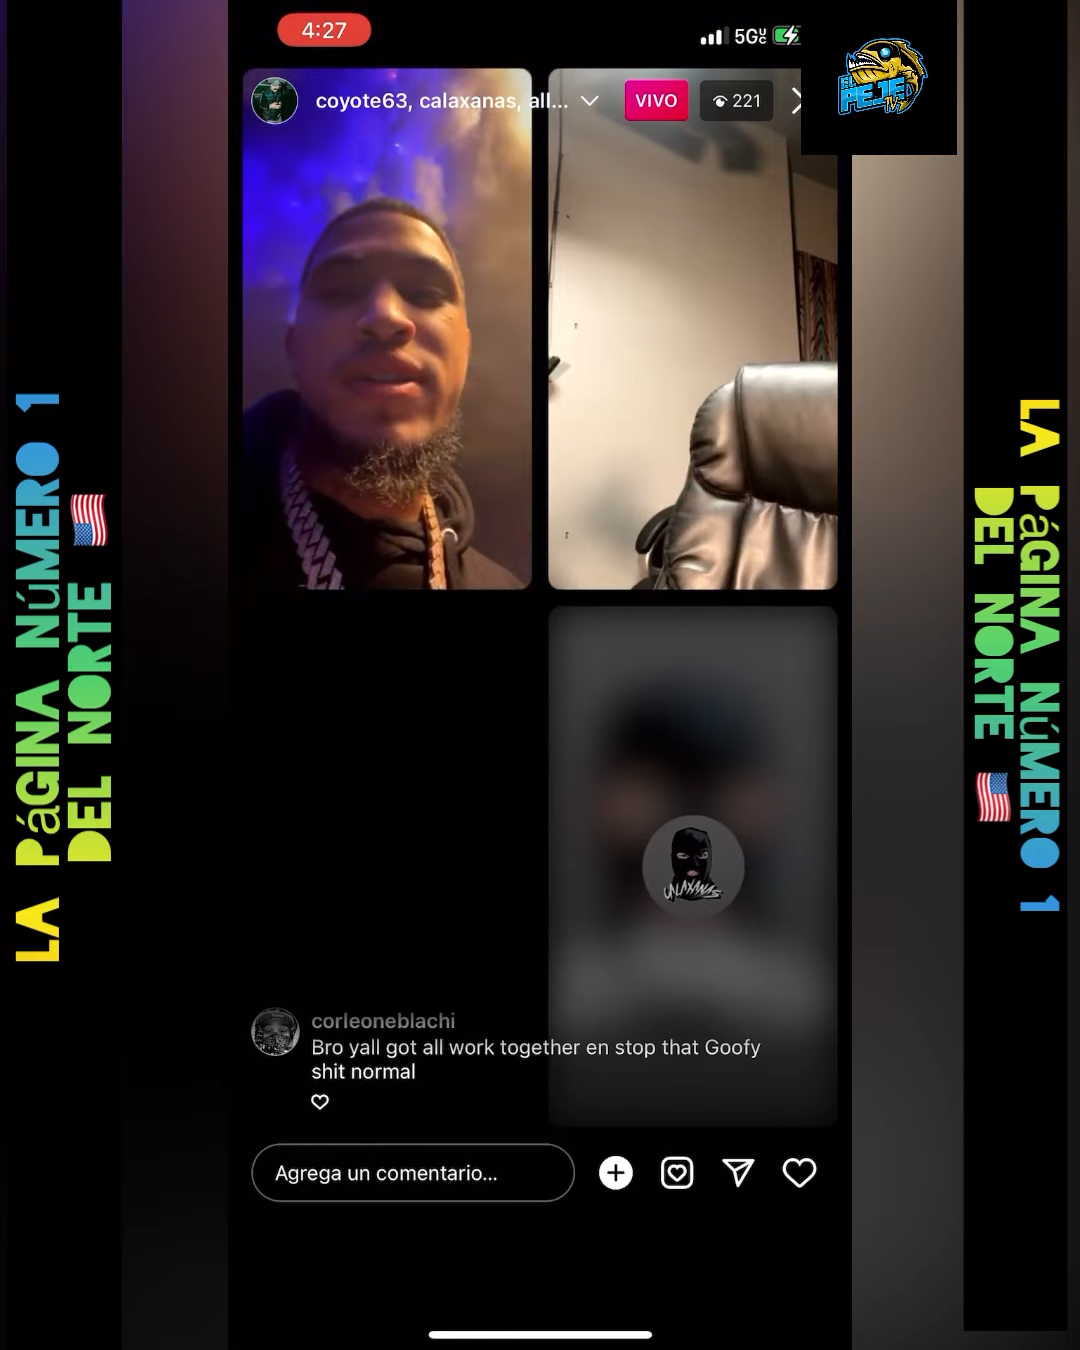 4:27
5G
coyote63, calaxanas, all...
VIVO
221
EL
PEJE
TV
LA PáGINA NúMERO 1
DEL NORTE
LA PáGINA NúMERO 1
DEL NORTE
CALAXANAS
corleoneblachi
Bro yall got all work together en stop that Goofy
shit normal
Agrega un comentario...